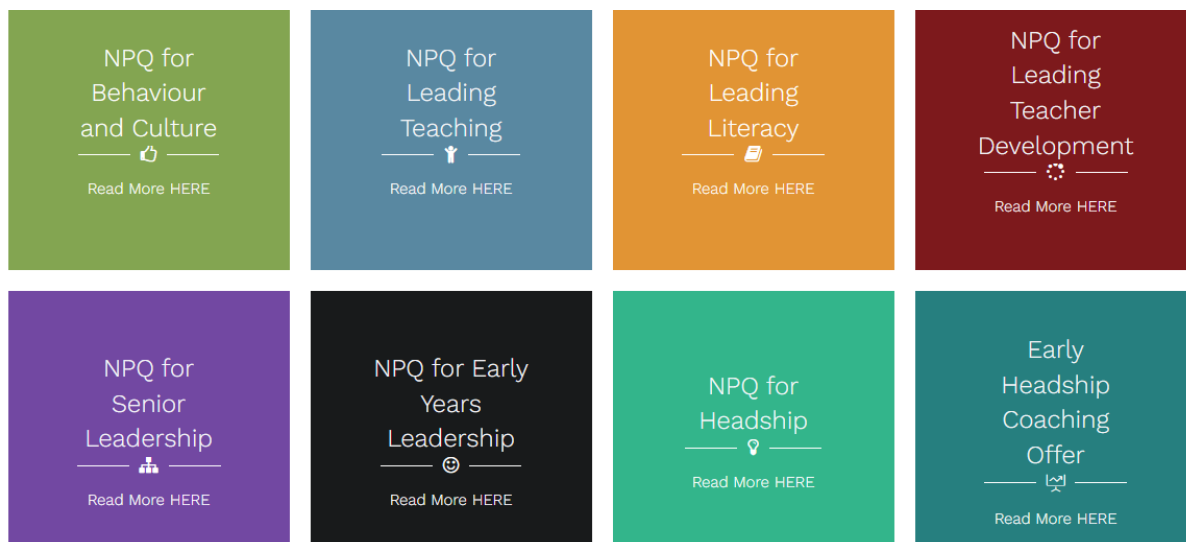 NPQ for
Behaviour
and Culture
Read More HERE
NPQ for
Leading
Teaching
Read More HERE
NPQ for
Leading
Literacy
Read More HERE
NPQ for
Leading
Teacher
Development
Read More HERE
NPQ for
Senior
Leadership
Read More HERE
NPQ for Early
Years
Leadership
Read More HERE
NPQ for
Headship
Read More HERE
Early
Headship
Coaching
Offer
Read More HERE